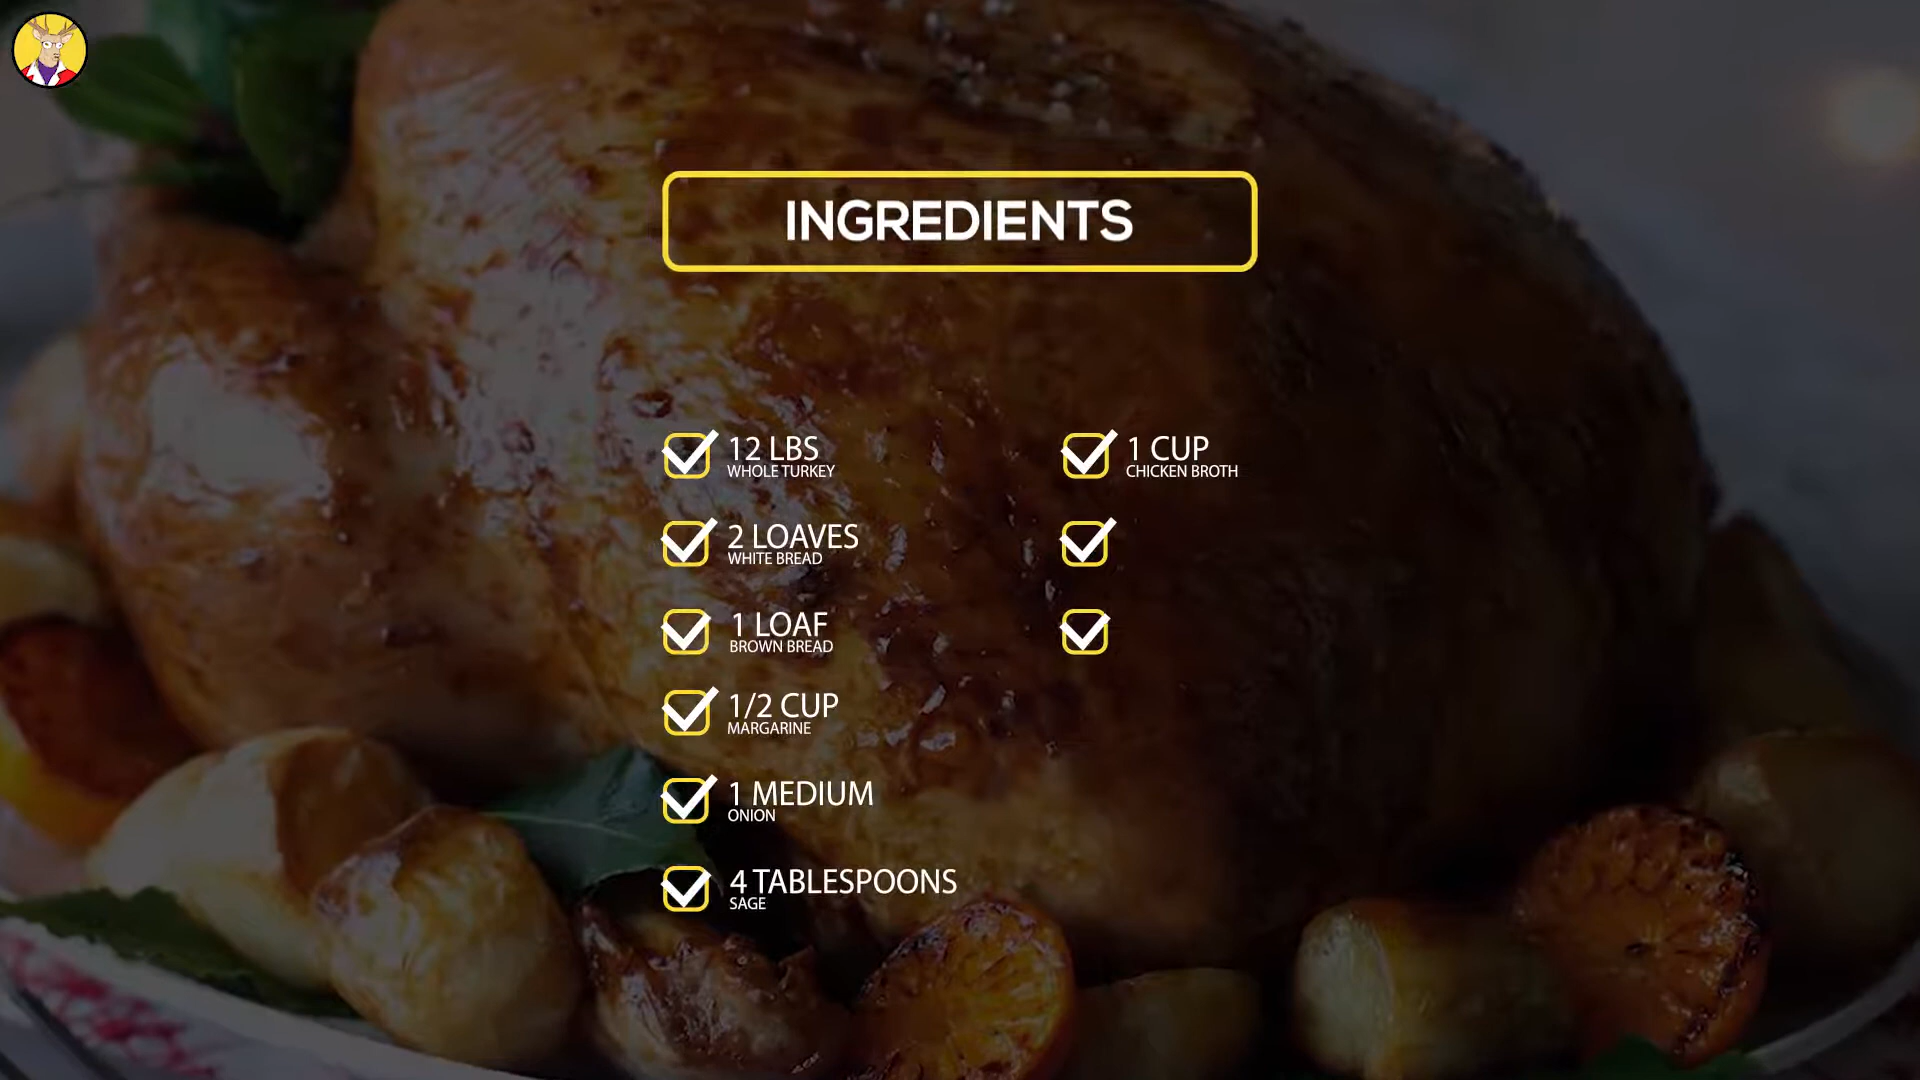 INGREDIENTS
12 LBS
WHOLE TURKEY
2 LOAVES
WHITE BREAD
1 LOAF
BROWN BREAD
1/2 CUP
MARGARINE
1 MEDIUM
ONION
4 TABLESPOONS
SAGE
1 CUP
CHICKEN BROTH